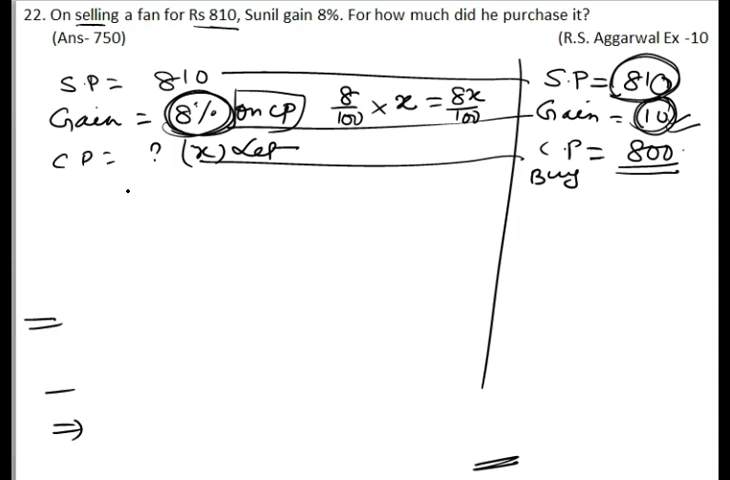 22. On selling a fan for Rs 810, Sunil gain 8%. For how much did he purchase it?
(Ans- 750) (R.S. Aggarwal Ex -10
S.P = 810
Gain = 8% on CP 8/100 × x = 8x/100
CP = ? (x) Let
S.P = 810
Gain = 10
C.P = 800
Buy
=
—
⇒